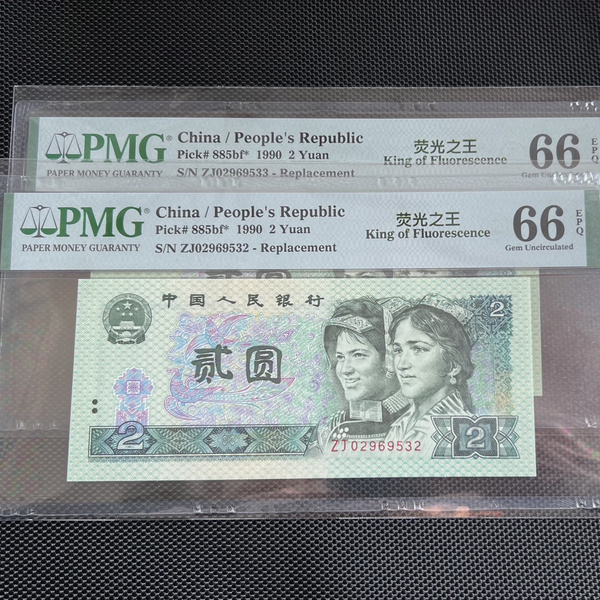 PMG® China / People's Republic
Pick# 885bf* 1990 2 Yuan
PAPER MONEY GUARANTY S/N ZJ02969533 - Replacement
荧光之王
King of Fluorescence
66 EPQ
Gem Uncirculated
PMG® China / People's Republic
Pick# 885bf* 1990 2 Yuan
PAPER MONEY GUARANTY S/N ZJ02969532 - Replacement
荧光之王
King of Fluorescence
66 EPQ
Gem Uncirculated
中国人民银行
2
贰圆
2
ZJ02969532
2